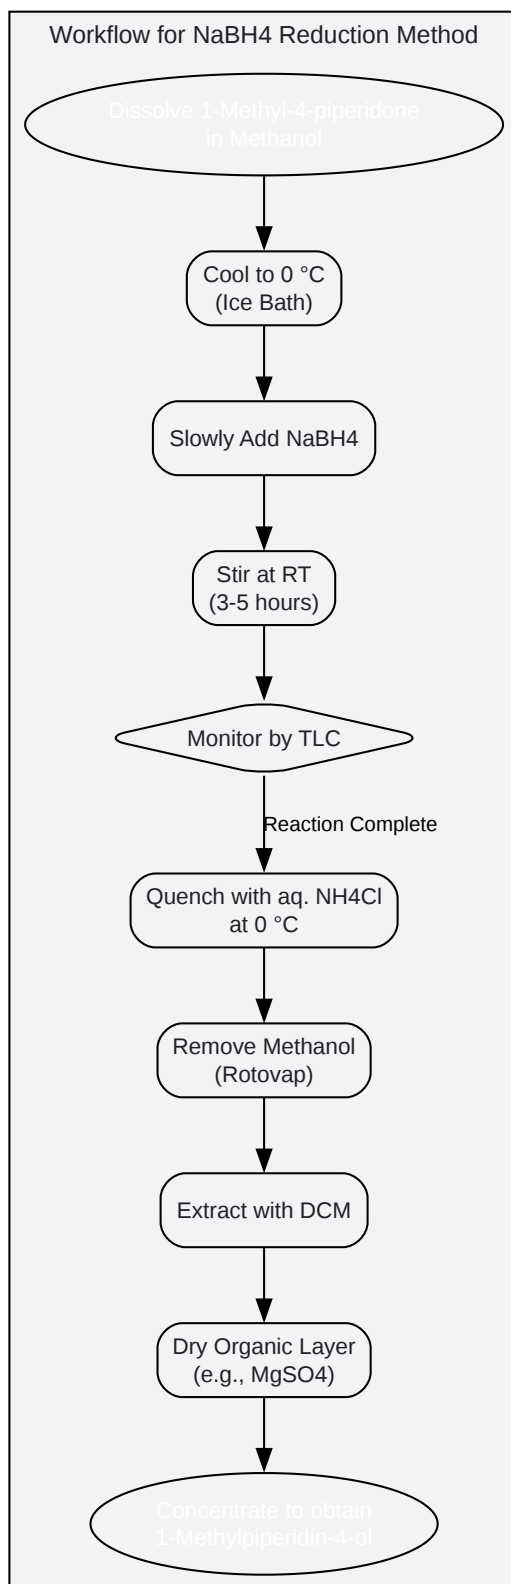 Workflow for NaBH4 Reduction Method
Dissolve 1-Methyl-4-piperidone
in Methanol
Cool to 0 °C
(Ice Bath)
Slowly Add NaBH4
Stir at RT
(3-5 hours)
Monitor by TLC
Reaction Complete
Quench with aq. NH4Cl
at 0 °C
Remove Methanol
(Rotovap)
Extract with DCM
Dry Organic Layer
(e.g., MgSO4)
Concentrate to obtain
1-Methylpiperidin-4-ol